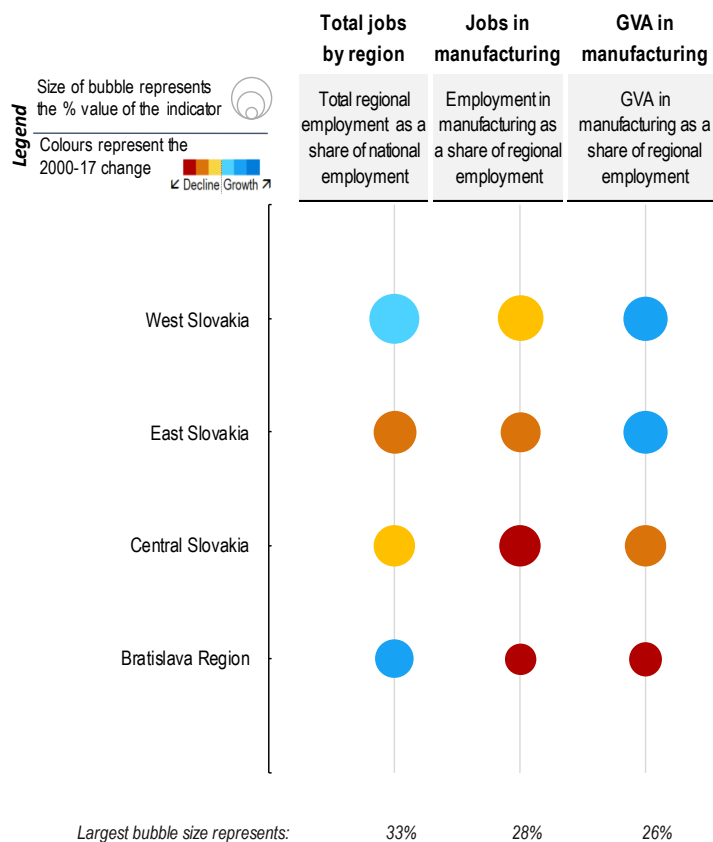 Total jobs
by region
Jobs in
manufacturing
GVA in
manufacturing
Legend
Size of bubble represents
the % value of the indicator
Colours represent the
2000-17 change
↙ Decline Growth ↗
Total regional
employment as a
share of national
employment
Employment in
manufacturing as
a share of regional
employment
GVA in
manufacturing as a
share of regional
employment
West Slovakia
East Slovakia
Central Slovakia
Bratislava Region
Largest bubble size represents: 33% 28% 26%